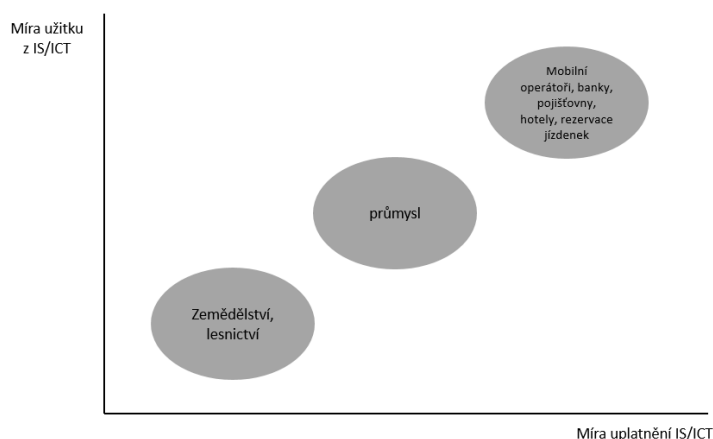 Míra užitku
z IS/ICT
Mobilní
operátoři, banky,
pojišťovny,
hotely, rezervace
jízdenek
průmysl
Zemědělství,
lesnictví
Míra uplatnění IS/ICT